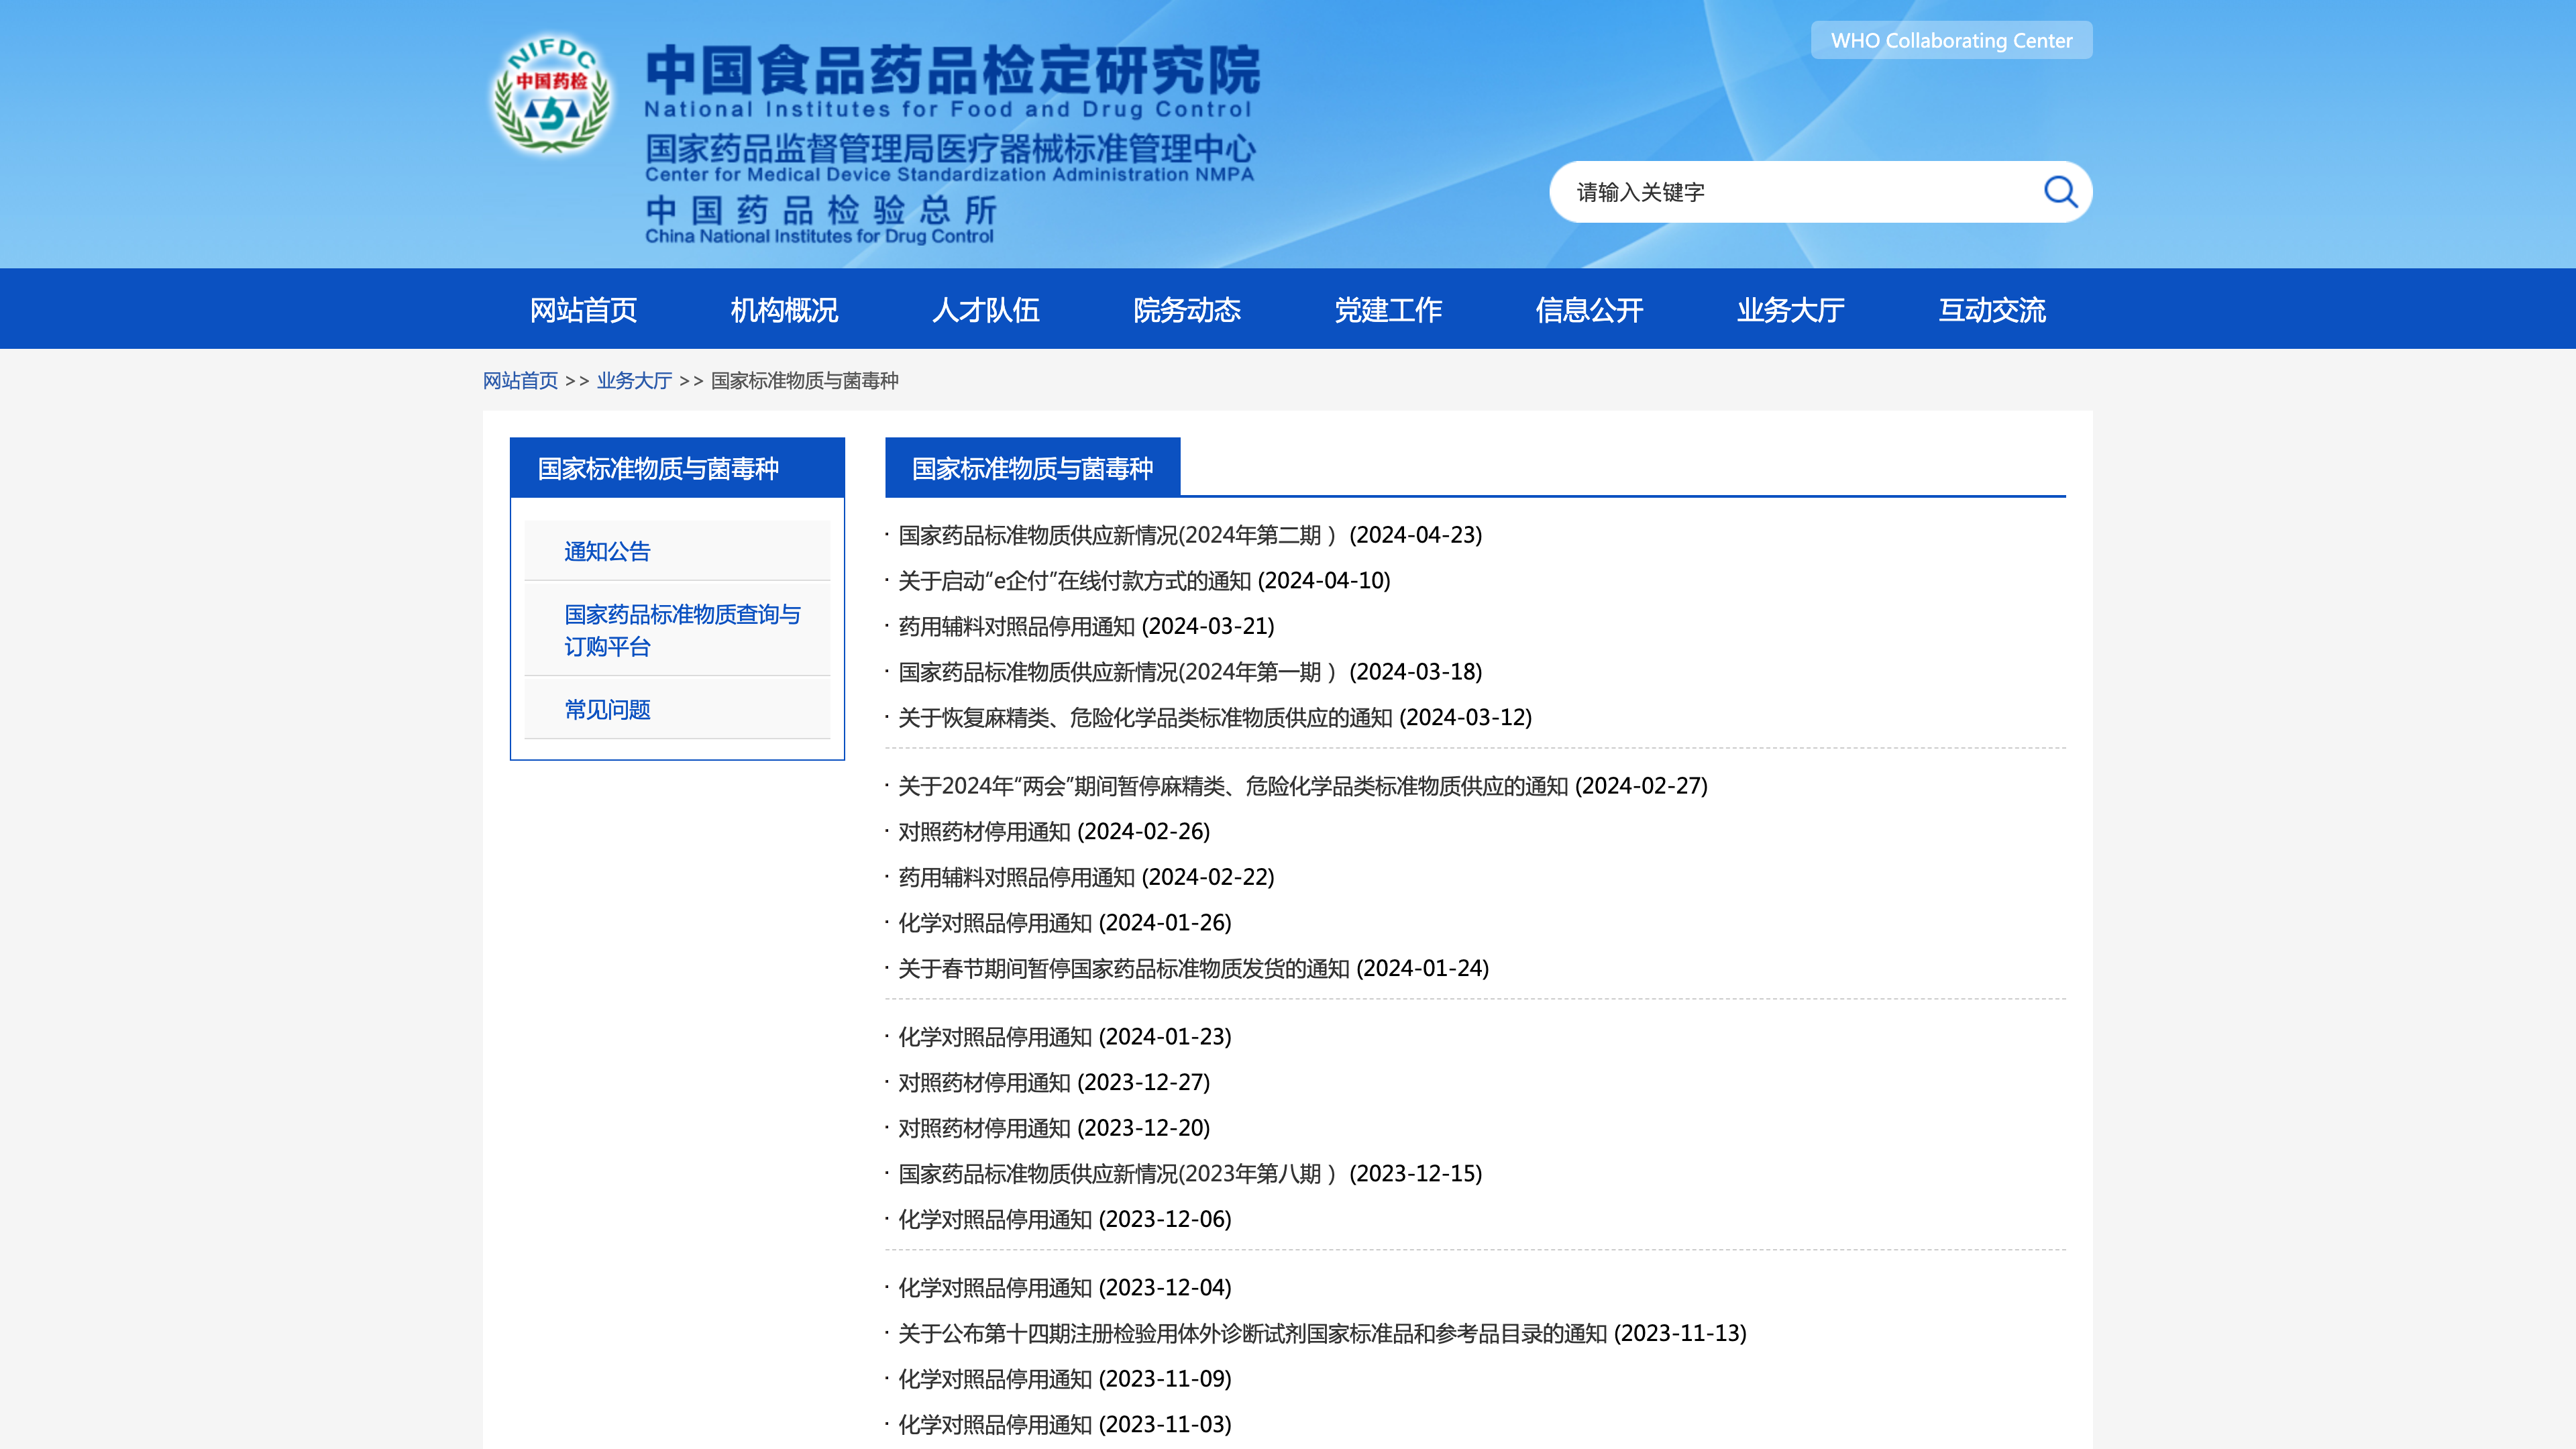 NIFDC
中国药检
中国食品药品检定研究院
National Institutes for Food and Drug Control
国家药品监督管理局医疗器械标准管理中心
Center for Medical Device Standardization Administration NMPA
中国药品检验总所
China National Institutes for Drug Control
WHO Collaborating Center
请输入关键字
网站首页 机构概况 人才队伍 院务动态 党建工作 信息公开 业务大厅 互动交流
网站首页 >> 业务大厅 >> 国家标准物质与菌毒种
国家标准物质与菌毒种
通知公告
国家药品标准物质查询与
订购平台
常见问题
国家标准物质与菌毒种
· 国家药品标准物质供应新情况(2024年第二期 ） (2024-04-23)
· 关于启动“e企付”在线付款方式的通知 (2024-04-10)
· 药用辅料对照品停用通知 (2024-03-21)
· 国家药品标准物质供应新情况(2024年第一期 ） (2024-03-18)
· 关于恢复麻精类、危险化学品类标准物质供应的通知 (2024-03-12)
· 关于2024年“两会”期间暂停麻精类、危险化学品类标准物质供应的通知 (2024-02-27)
· 对照药材停用通知 (2024-02-26)
· 药用辅料对照品停用通知 (2024-02-22)
· 化学对照品停用通知 (2024-01-26)
· 关于春节期间暂停国家药品标准物质发货的通知 (2024-01-24)
· 化学对照品停用通知 (2024-01-23)
· 对照药材停用通知 (2023-12-27)
· 对照药材停用通知 (2023-12-20)
· 国家药品标准物质供应新情况(2023年第八期 ） (2023-12-15)
· 化学对照品停用通知 (2023-12-06)
· 化学对照品停用通知 (2023-12-04)
· 关于公布第十四期注册检验用体外诊断试剂国家标准品和参考品目录的通知 (2023-11-13)
· 化学对照品停用通知 (2023-11-09)
· 化学对照品停用通知 (2023-11-03)